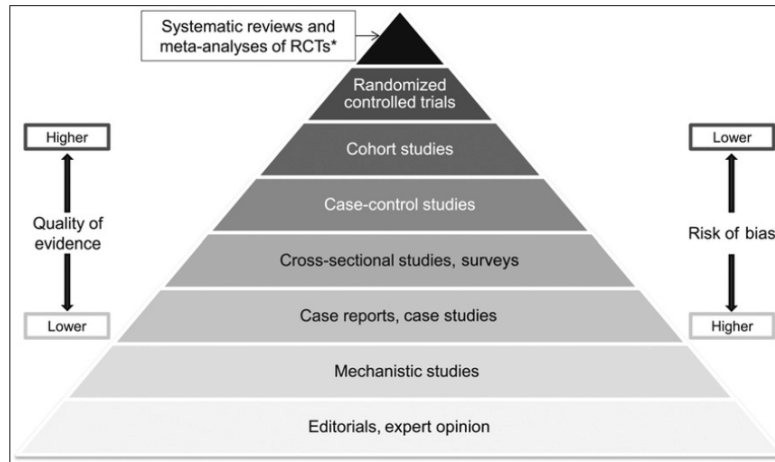 Systematic reviews and
meta-analyses of RCTs*
Randomized
controlled trials
Higher
Lower
Cohort studies
Case-control studies
Quality of
evidence
Risk of bias
Cross-sectional studies, surveys
Case reports, case studies
Lower
Higher
Mechanistic studies
Editorials, expert opinion